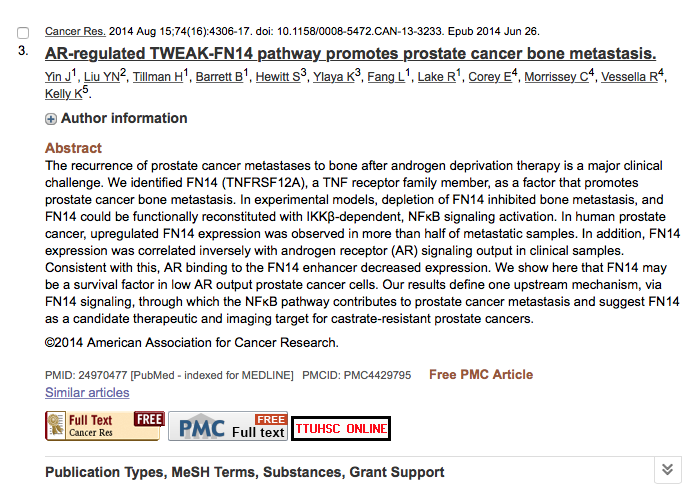 Cancer Res. 2014 Aug 15;74(16):4306-17. doi: 10.1158/0008-5472.CAN-13-3233. Epub 2014 Jun 26.
3. AR-regulated TWEAK-FN14 pathway promotes prostate cancer bone metastasis.
Yin J1, Liu YN2, Tillman H1, Barrett B1, Hewitt S3, Ylaya K3, Fang L1, Lake R1, Corey E4, Morrissey C4, Vessella R4,
Kelly K5.
Author information
Abstract
The recurrence of prostate cancer metastases to bone after androgen deprivation therapy is a major clinical
challenge. We identified FN14 (TNFRSF12A), a TNF receptor family member, as a factor that promotes
prostate cancer bone metastasis. In experimental models, depletion of FN14 inhibited bone metastasis, and
FN14 could be functionally reconstituted with IKKβ-dependent, NFκB signaling activation. In human prostate
cancer, upregulated FN14 expression was observed in more than half of metastatic samples. In addition, FN14
expression was correlated inversely with androgen receptor (AR) signaling output in clinical samples.
Consistent with this, AR binding to the FN14 enhancer decreased expression. We show here that FN14 may
be a survival factor in low AR output prostate cancer cells. Our results define one upstream mechanism, via
FN14 signaling, through which the NFκB pathway contributes to prostate cancer metastasis and suggest FN14
as a candidate therapeutic and imaging target for castrate-resistant prostate cancers.
©2014 American Association for Cancer Research.
PMID: 24970477 [PubMed - indexed for MEDLINE] PMCID: PMC4429795 Free PMC Article
Similar articles
Full Text FREE
Cancer Res
PMC FREE Full text
TTUHSC ONLINE
Publication Types, MeSH Terms, Substances, Grant Support